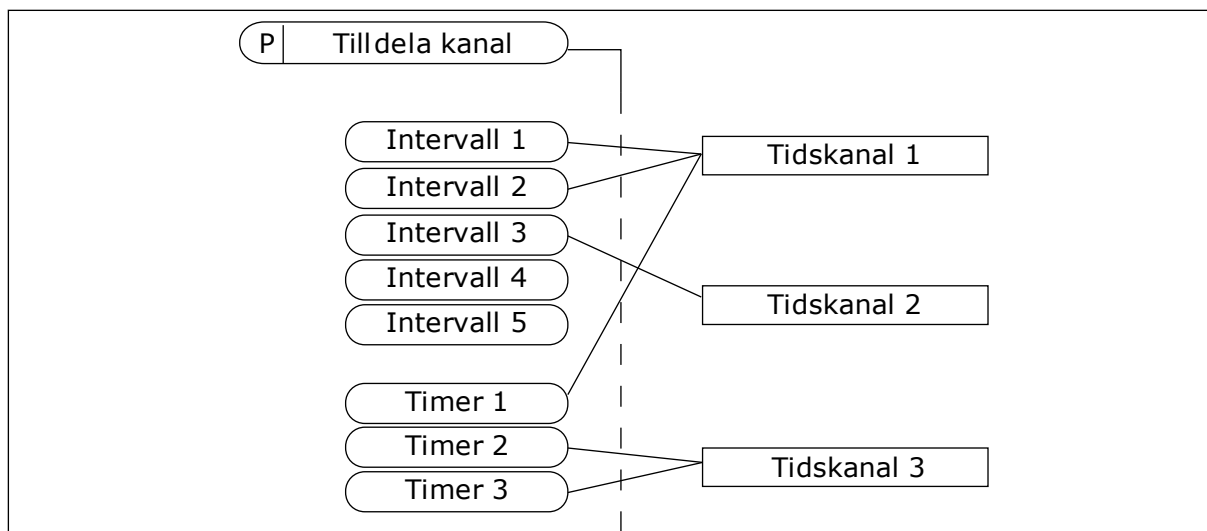 P Tilldela kanal
Intervall 1
Intervall 2
Intervall 3
Intervall 4
Intervall 5
Timer 1
Timer 2
Timer 3
Tidskanal 1
Tidskanal 2
Tidskanal 3